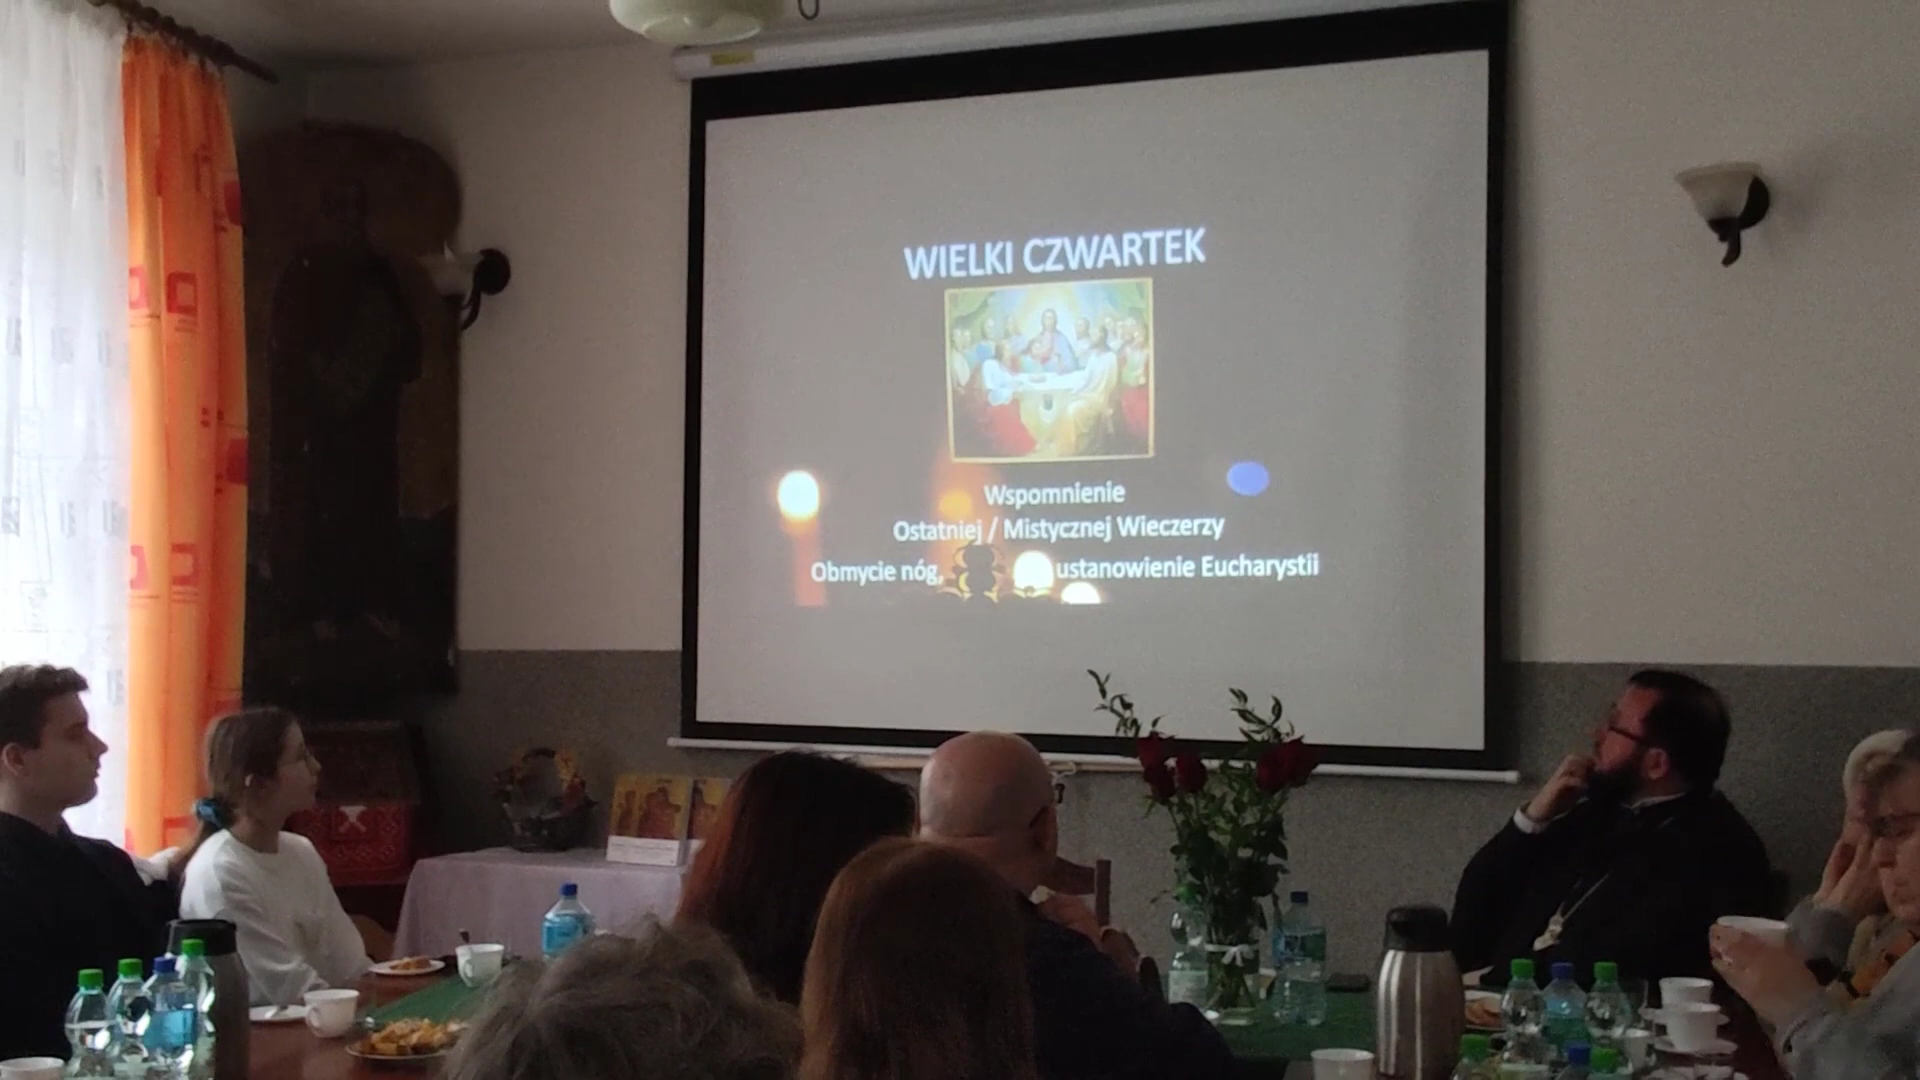 WIELKI CZWARTEK
Wspomnienie
Ostatniej / Mistycznej Wieczerzy
Obmycie nóg, ustanowienie Eucharystii